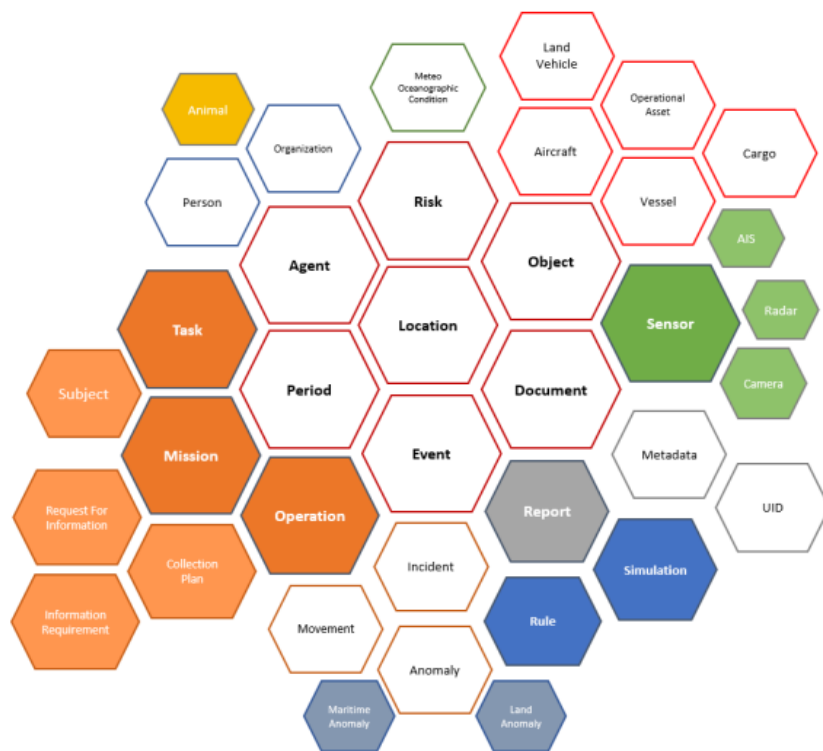 Land
Vehicle
Meteo
Oceanographic
Condition
Operational
Asset
Animal
Organization
Aircraft
Cargo
Person
Risk
Vessel
AIS
Agent
Object
Task
Location
Sensor
Radar
Subject
Period
Document
Camera
Mission
Event
Metadata
Request For
Information
Operation
Report
UID
Collection
Plan
Incident
Simulation
Information
Requirement
Movement
Rule
Anomaly
Maritime
Anomaly
Land
Anomaly